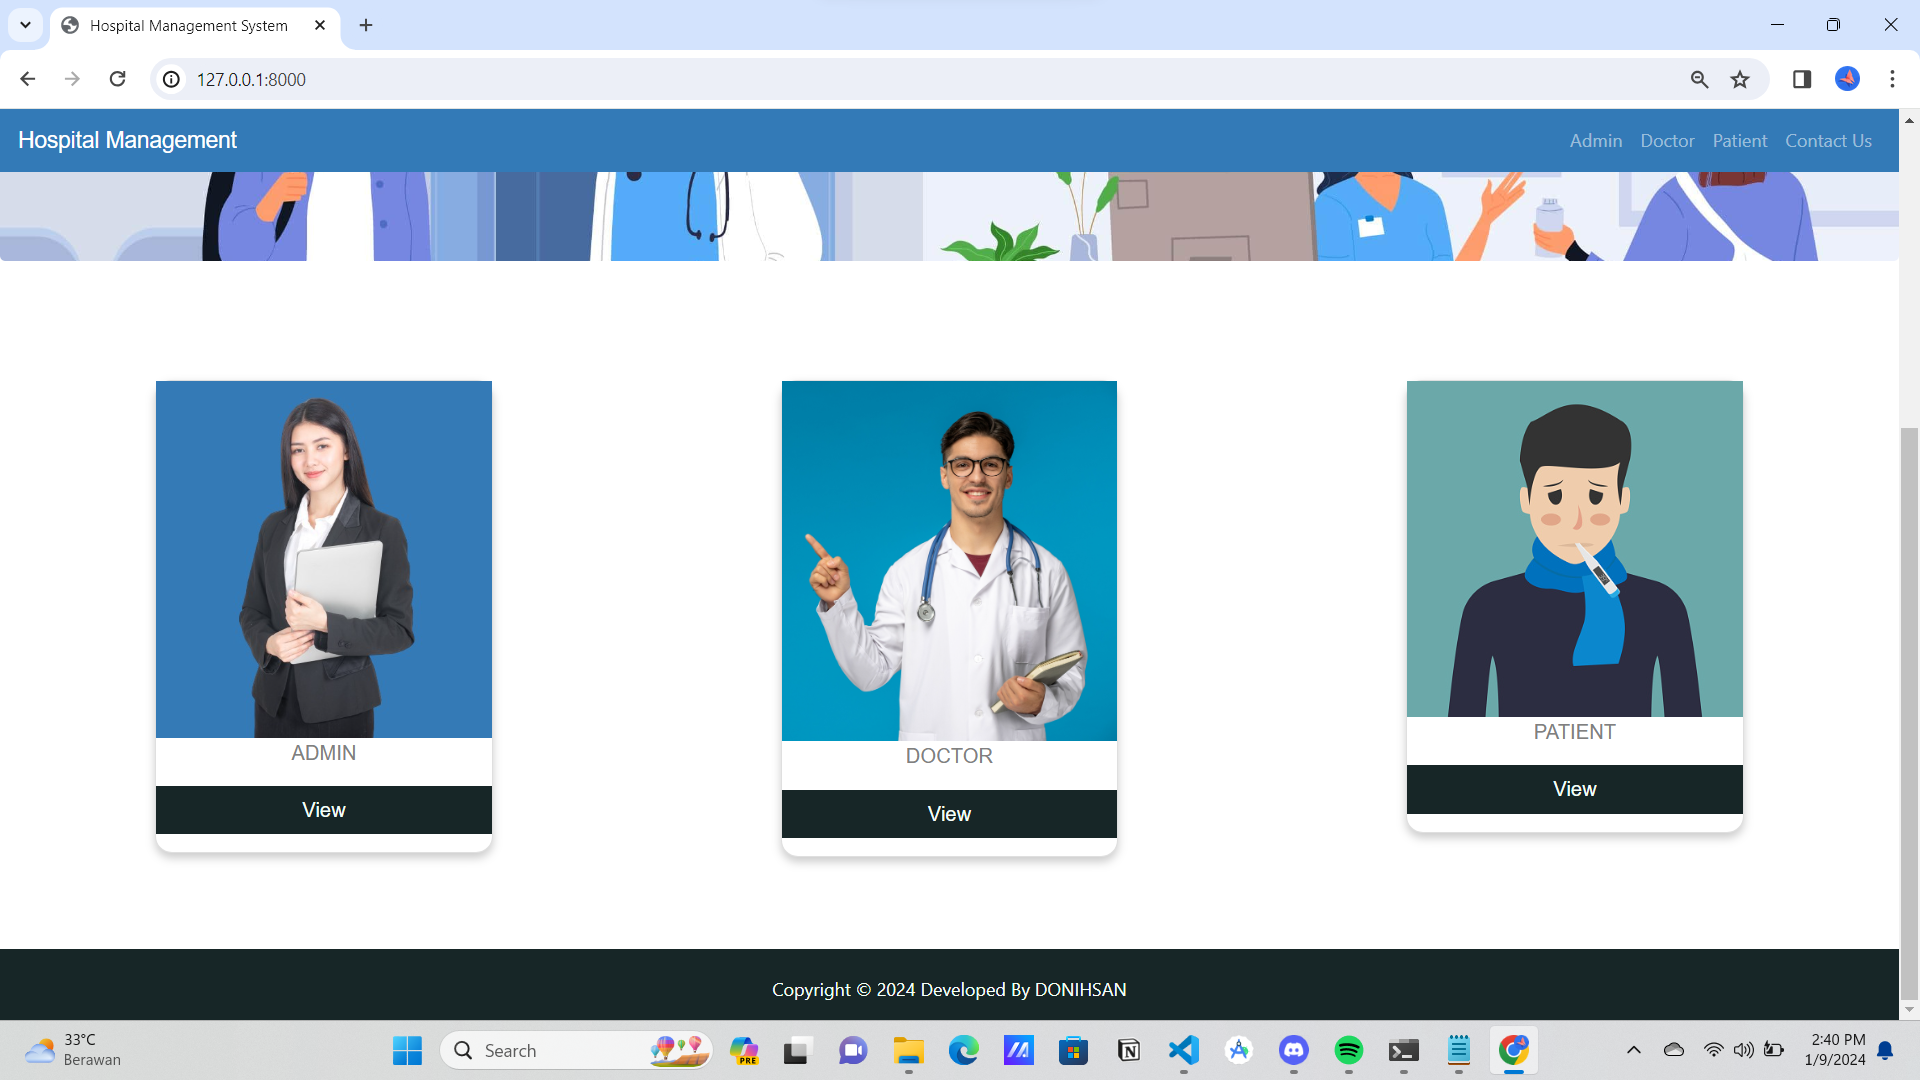 Hospital Management System
127.0.0.1:8000
Hospital Management
Admin Doctor Patient Contact Us
ADMIN
View
DOCTOR
View
PATIENT
View
Copyright © 2024 Developed By DONIHSAN
33°C
Berawan
Search
PRE
2:40 PM
1/9/2024